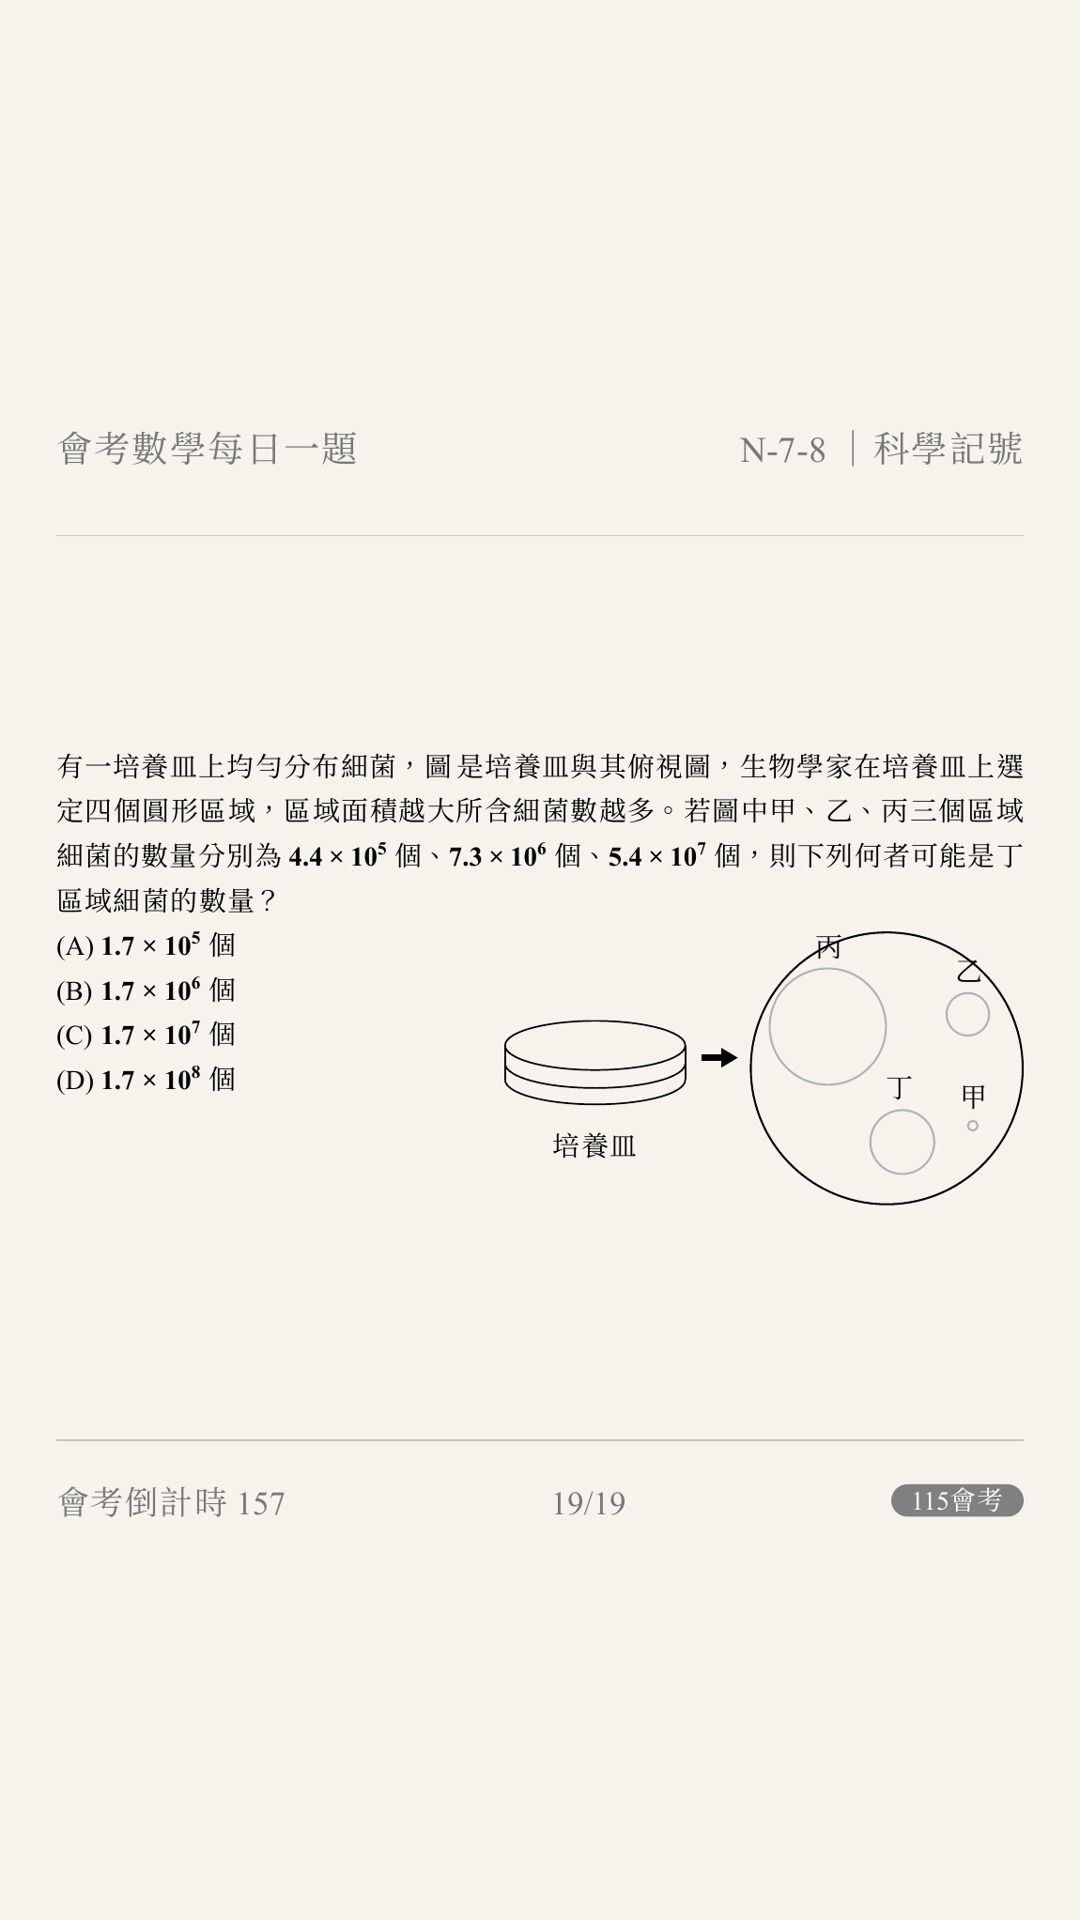 會考數學每日一題
N-7-8｜科學記號
有一培養皿上均勻分布細菌，圖是培養皿與其俯視圖，生物學家在培養皿上選
定四個圓形區域，區域面積越大所含細菌數越多。若圖中甲、乙、丙三個區域
細菌的數量分別為 4.4 × 10⁵ 個、7.3 × 10⁶ 個、5.4 × 10⁷ 個，則下列何者可能是丁
區域細菌的數量？
(A) 1.7 × 10⁵ 個
(B) 1.7 × 10⁶ 個
(C) 1.7 × 10⁷ 個
(D) 1.7 × 10⁸ 個
丙
乙
丁
甲
培養皿
會考倒計時 157
19/19
115會考